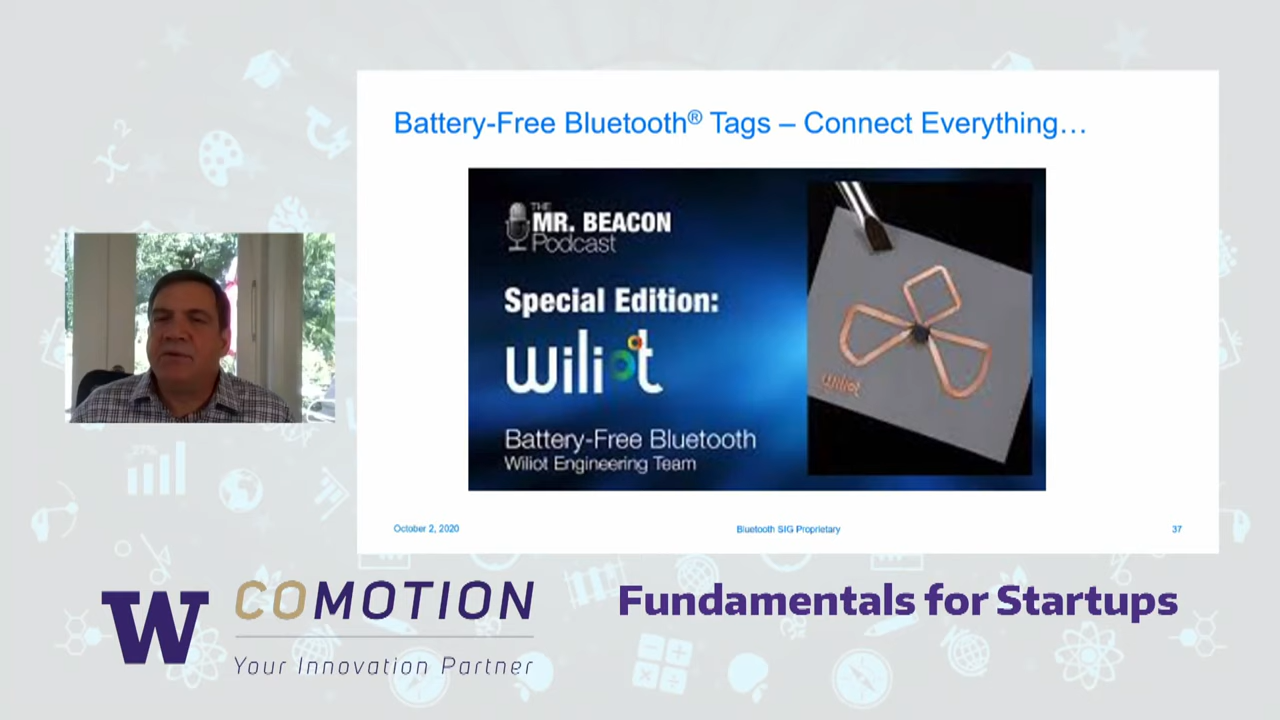 Battery-Free Bluetooth® Tags – Connect Everything…
THE
MR. BEACON
Podcast
Special Edition:
wiliot
Battery-Free Bluetooth
Wiliot Engineering Team
wiliot
October 2, 2020
Bluetooth SIG Proprietary
37
W
COMOTION
Your Innovation Partner
Fundamentals for Startups